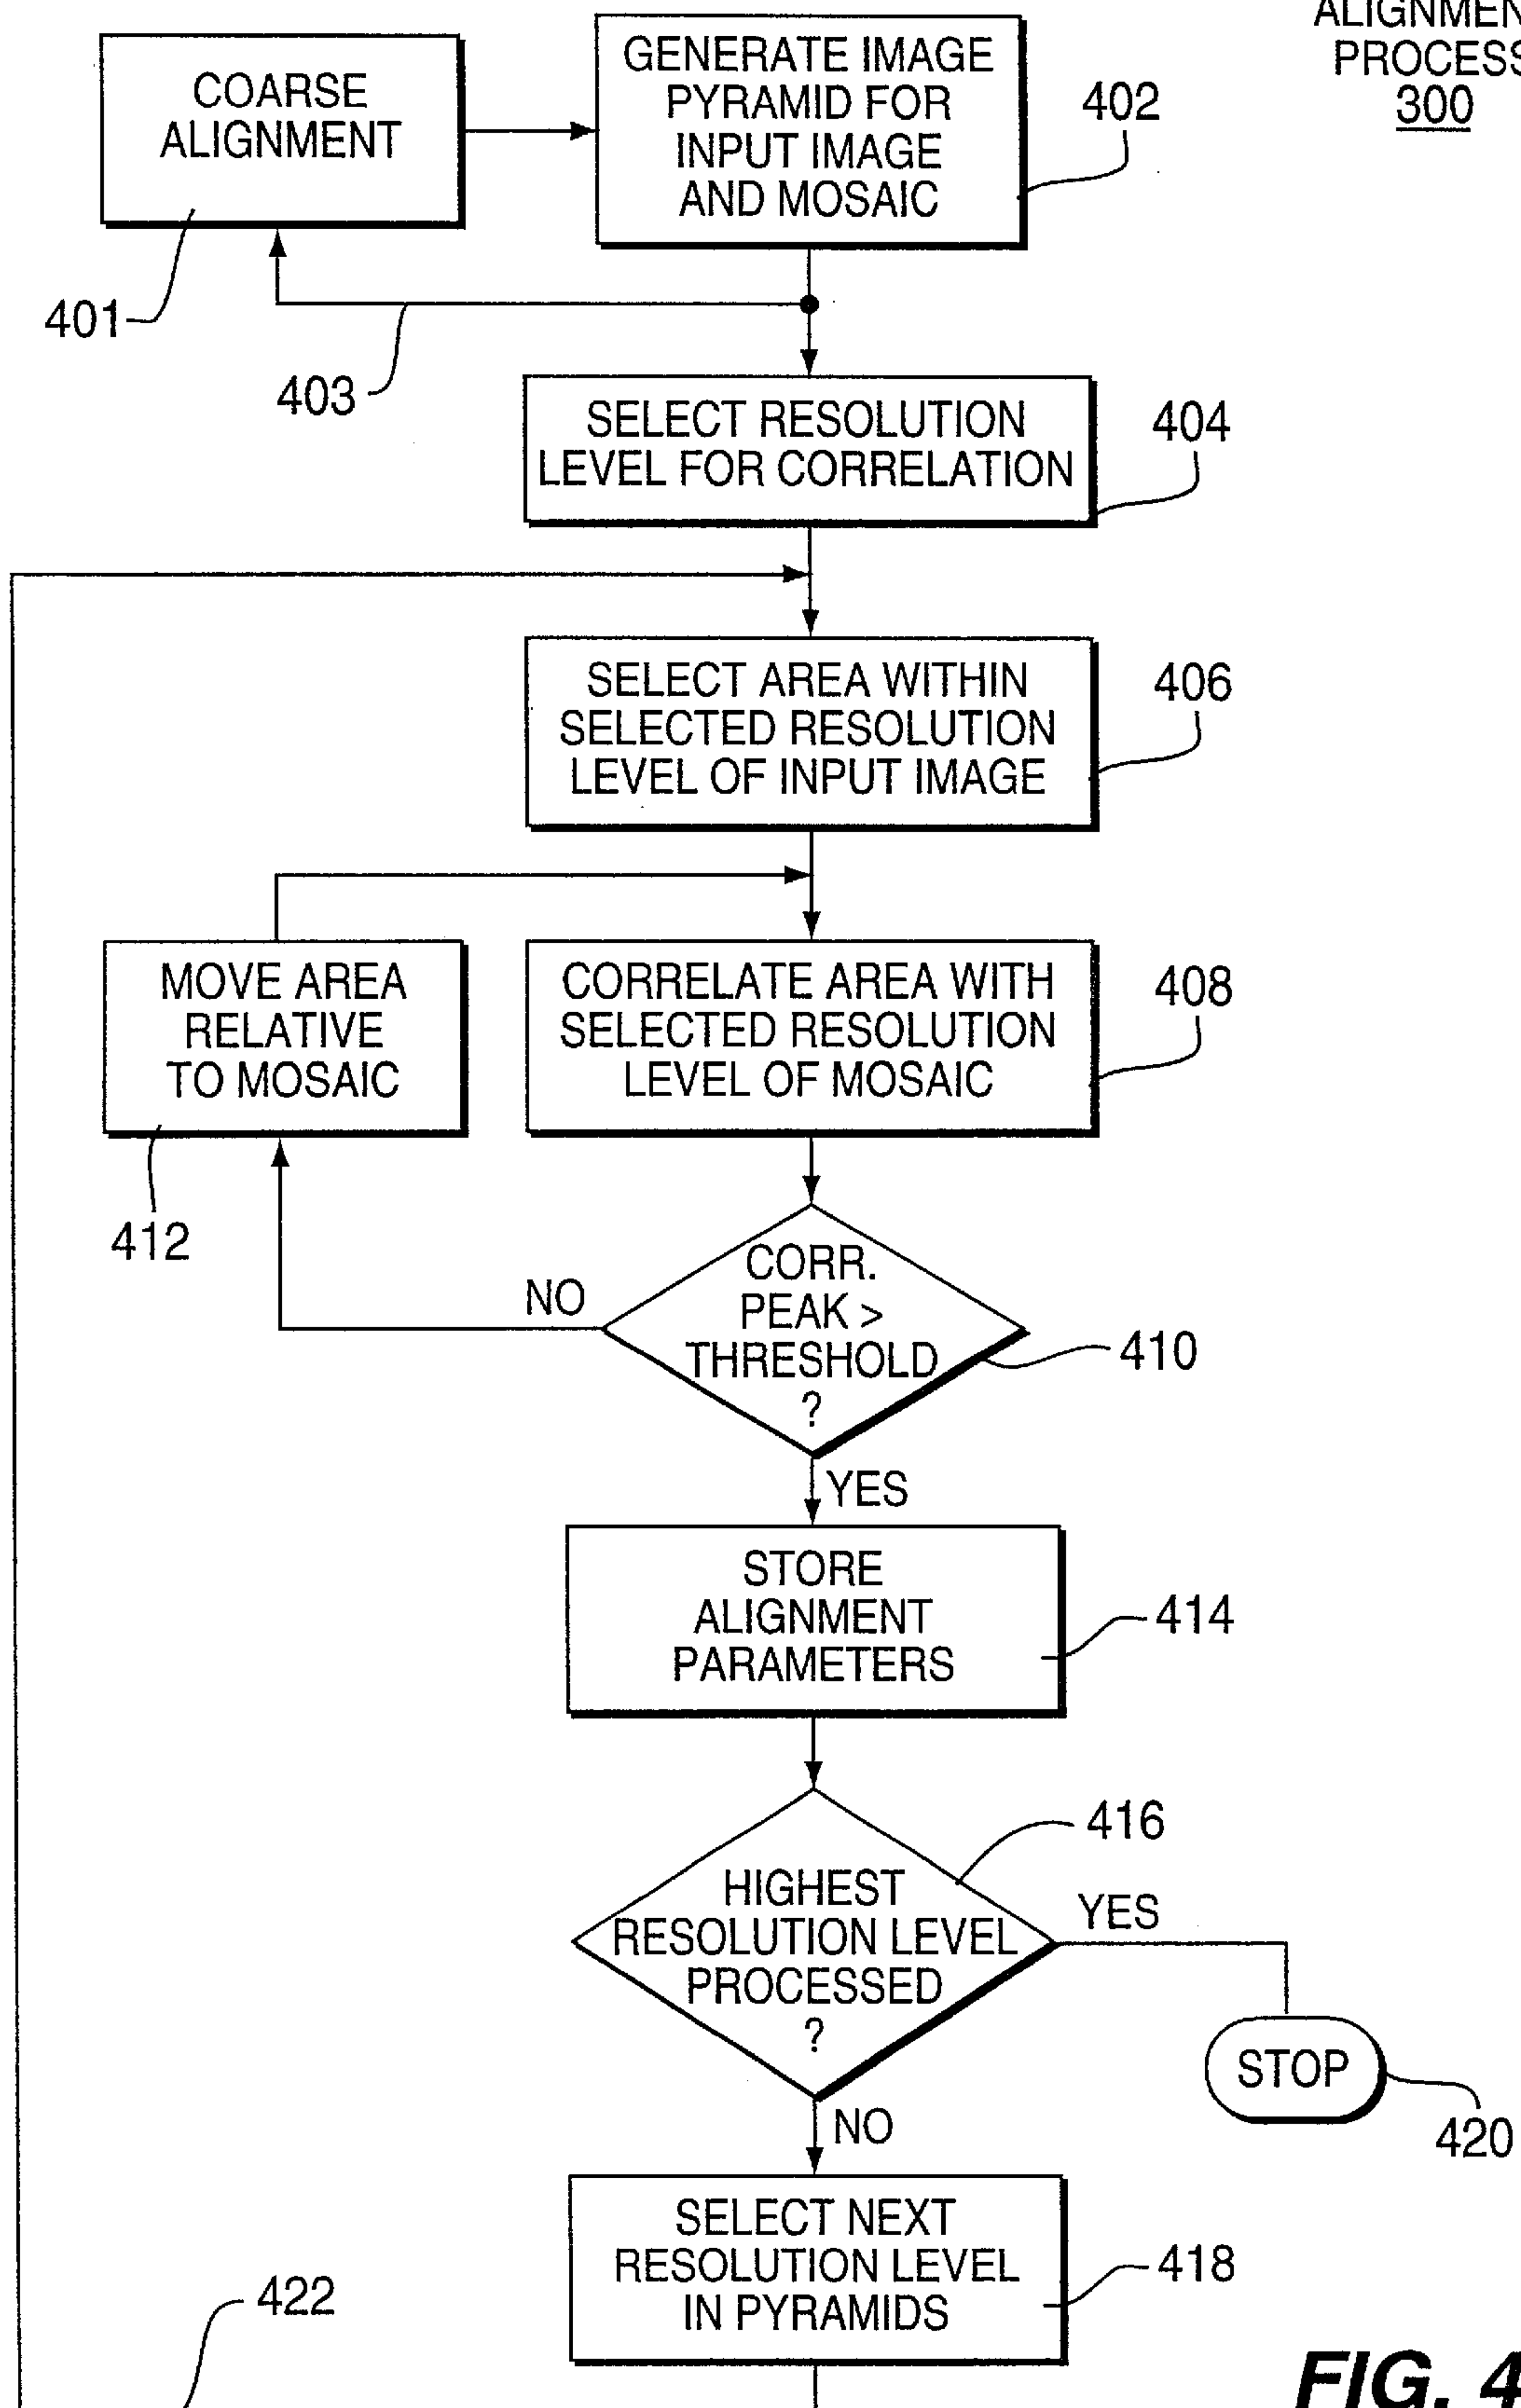 ALIGNMEN
PROCESS
300
COARSE
ALIGNMENT
401
GENERATE IMAGE
PYRAMID FOR
INPUT IMAGE
AND MOSAIC
402
403
SELECT RESOLUTION
LEVEL FOR CORRELATION
404
SELECT AREA WITHIN
SELECTED RESOLUTION
LEVEL OF INPUT IMAGE
406
MOVE AREA
RELATIVE
TO MOSAIC
412
CORRELATE AREA WITH
SELECTED RESOLUTION
LEVEL OF MOSAIC
408
CORR.
PEAK >
THRESHOLD
?
410
NO
YES
STORE
ALIGNMENT
PARAMETERS
414
416
HIGHEST
RESOLUTION LEVEL
PROCESSED
?
YES
STOP
420
NO
SELECT NEXT
RESOLUTION LEVEL
IN PYRAMIDS
418
422
FIG. 4